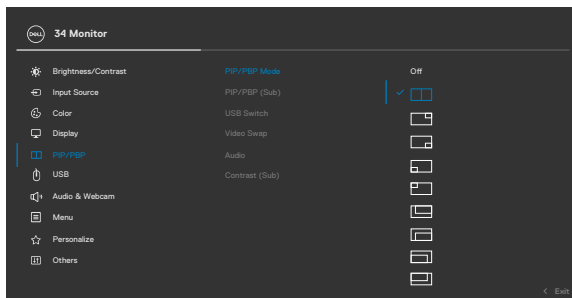 DELL 34 Monitor
Brightness/Contrast PIP/PBP Mode Off
Input Source PIP/PBP (Sub)
Color USB Switch
Display Video Swap
PIP/PBP Audio
USB Contrast (Sub)
Audio & Webcam
Menu
Personalize
Others
< Exit